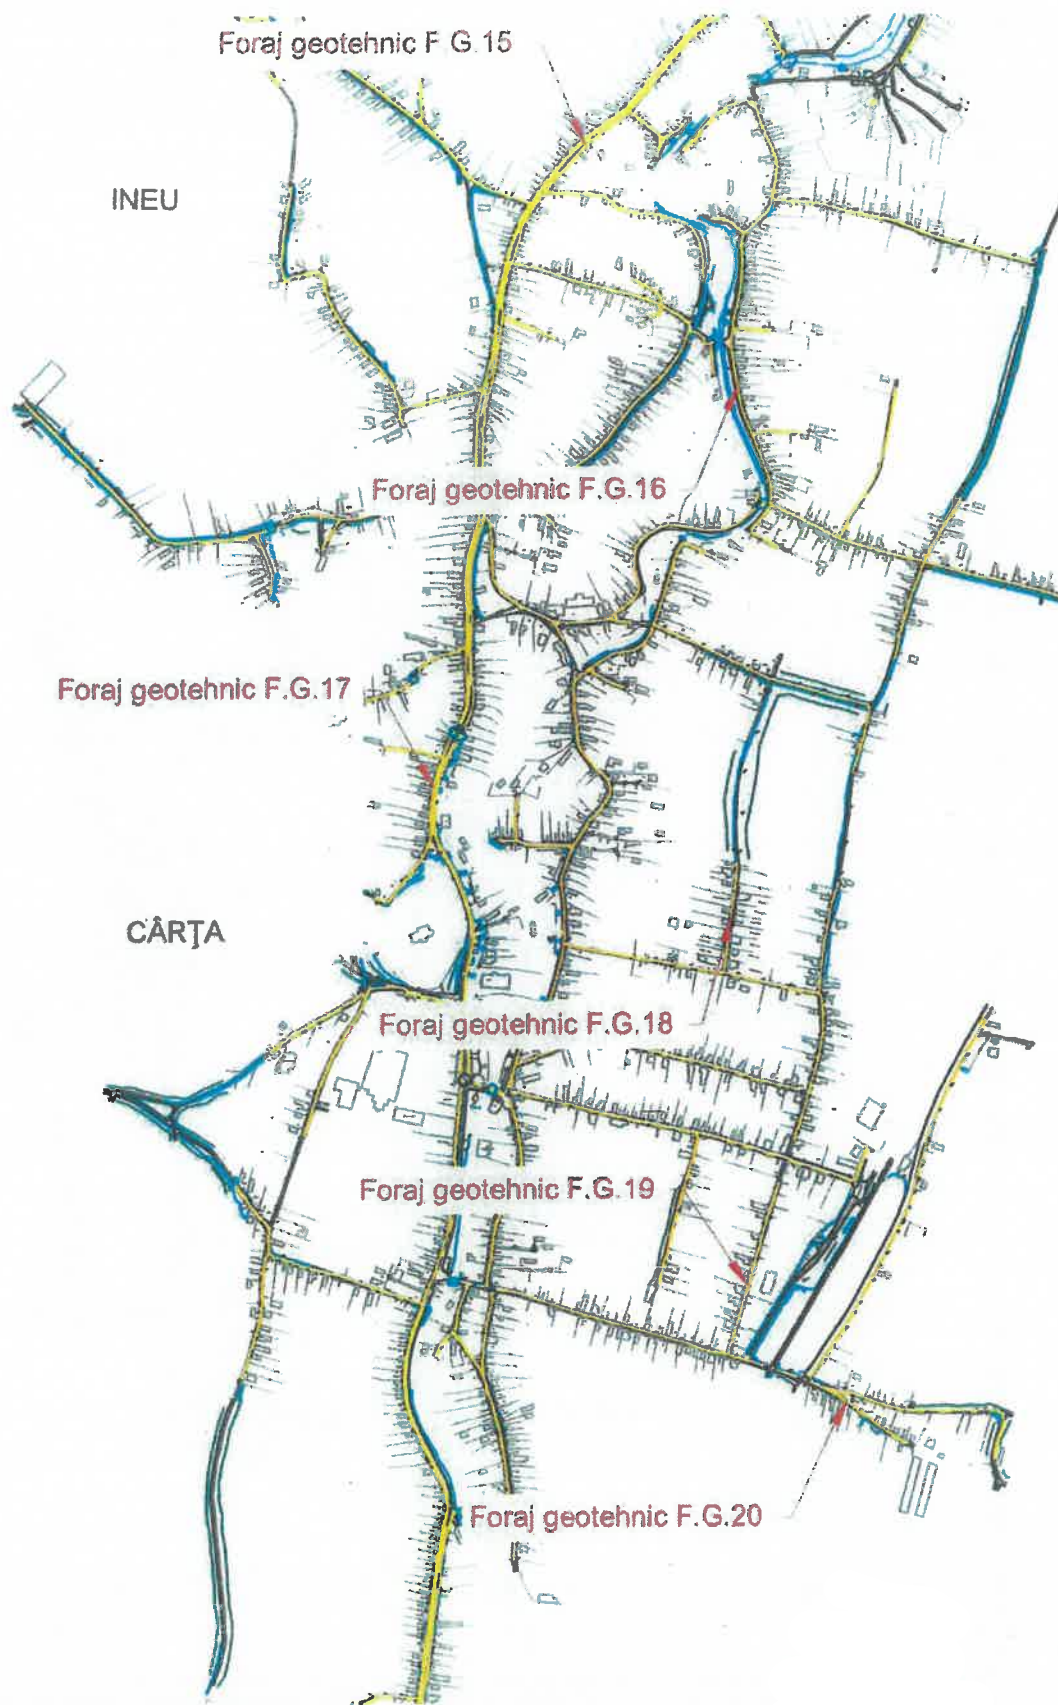 Foraj geotehnic F G.15
INEU
Foraj geotehnic F.G.16
Foraj geotehnic F.G.17
CÂRȚA
Foraj geotehnic F.G.18
Foraj geotehnic F.G.19
Foraj geotehnic F.G.20